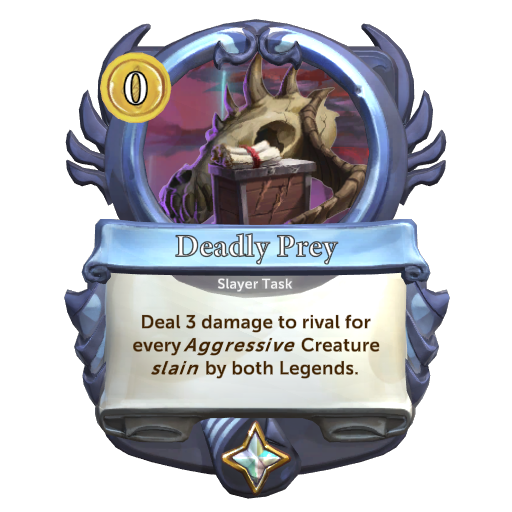 0
Deadly Prey
Slayer Task
Deal 3 damage to rival for
every Aggressive Creature
slain by both Legends.